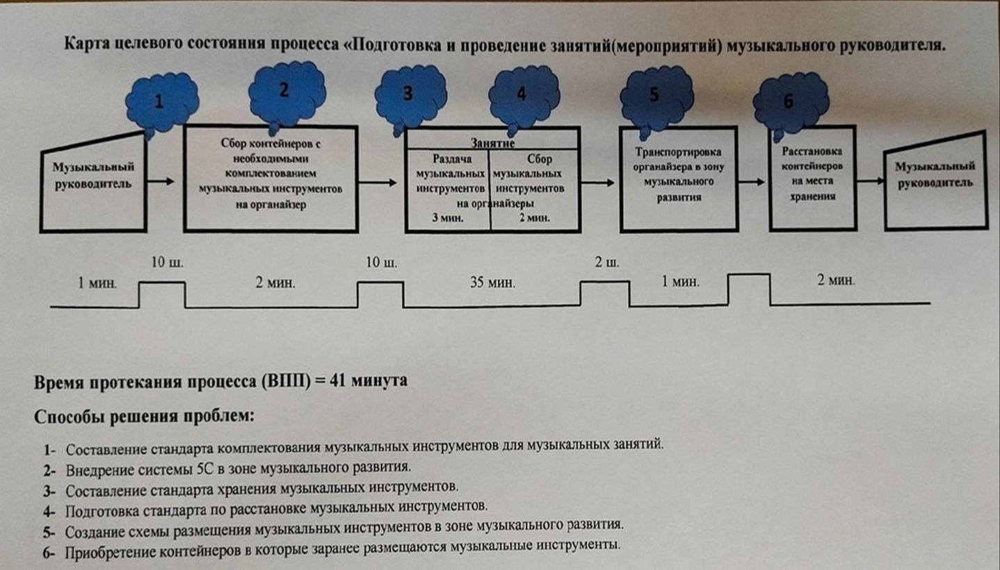 Карта целевого состояния процесса «Подготовка и проведение занятий(мероприятий) музыкального руководителя.
1
2
3
4
5
6
Музыкальный
руководитель
Сбор контейнеров с
необходимыми
комплектованием
музыкальных инструментов
на органайзер
Занятие
Раздача
музыкальных
инструментов
Сбор
музыкальных
инструментов
на органайзеры
3 мин.
2 мин.
Транспортировка
органайзера в зону
музыкального
развития
Расстановка
контейнеров
на места
хранения
Музыкальный
руководитель
10 ш.
10 ш.
2 ш.
1 мин.
2 мин.
35 мин.
1 мин.
2 мин.
Время протекания процесса (ВПП) = 41 минута
Способы решения проблем:
1- Составление стандарта комплектования музыкальных инструментов для музыкальных занятий.
2- Внедрение системы 5С в зоне музыкального развития.
3- Составление стандарта хранения музыкальных инструментов.
4- Подготовка стандарта по расстановке музыкальных инструментов.
5- Создание схемы размещения музыкальных инструментов в зоне музыкального развития.
6- Приобретение контейнеров в которые заранее размещаются музыкальные инструменты.